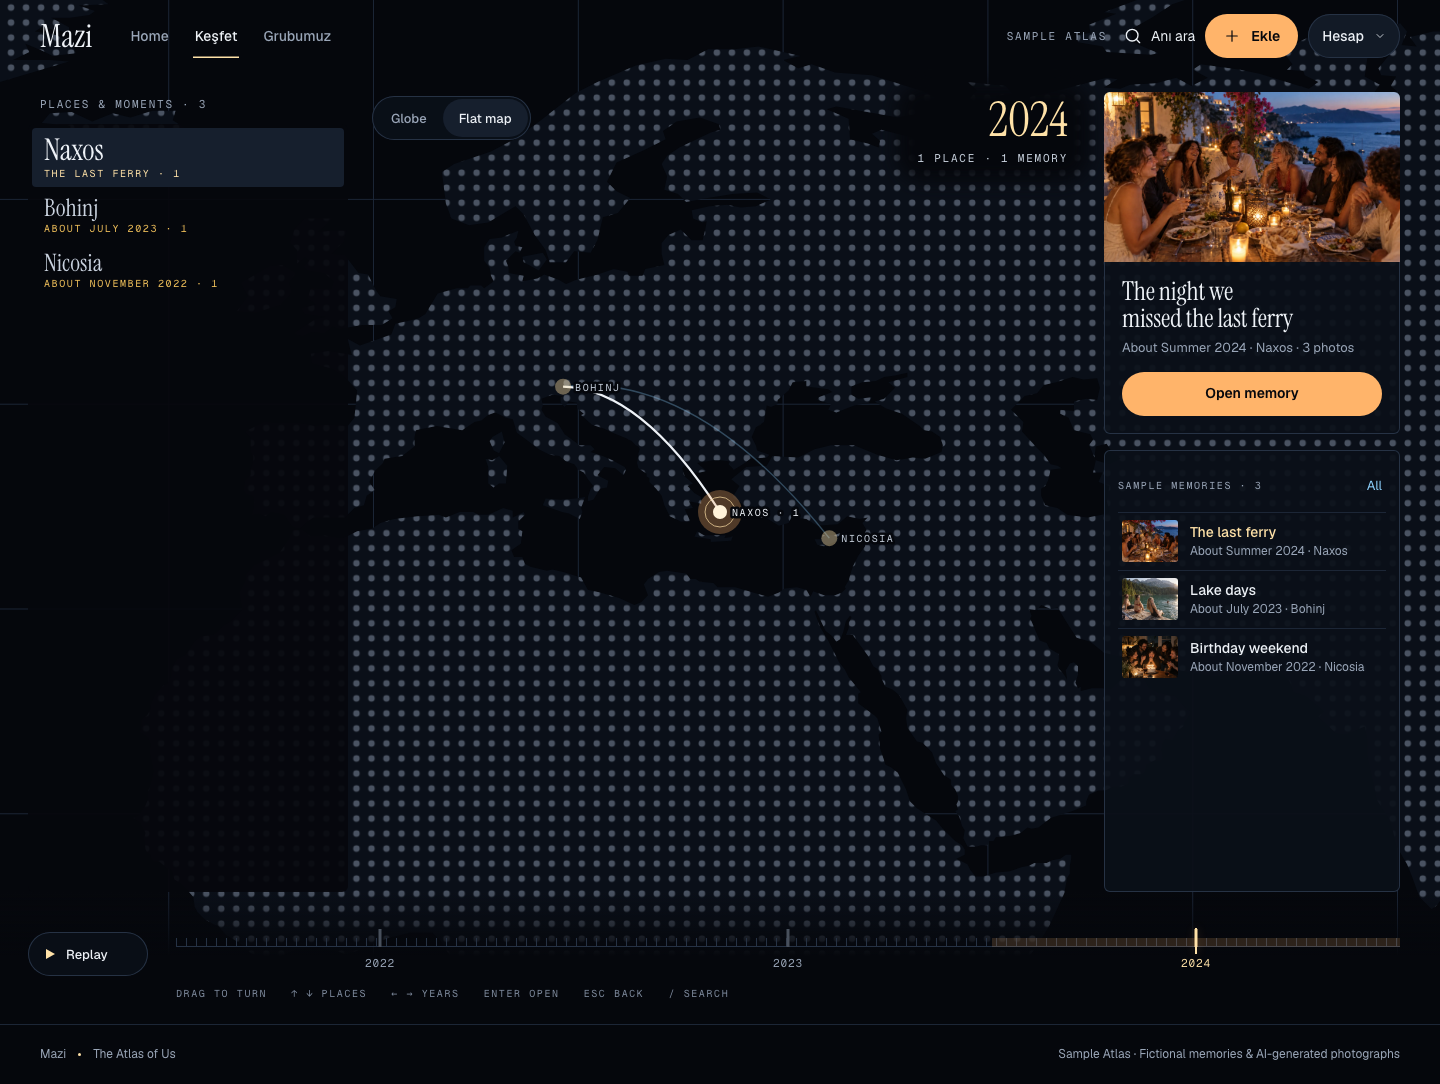 Mazi
Home
Keşfet
Grubumuz
SAMPLE ATLAS
Anı ara
Ekle
Hesap
PLACES & MOMENTS · 3
Naxos
THE LAST FERRY · 1
Bohinj
ABOUT JULY 2023 · 1
Nicosia
ABOUT NOVEMBER 2022 · 1
Globe
Flat map
2024
1 PLACE · 1 MEMORY
BOHINJ
NAXOS · 1
NICOSIA
The night we
missed the last ferry
About Summer 2024 · Naxos · 3 photos
Open memory
SAMPLE MEMORIES · 3
All
The last ferry
About Summer 2024 · Naxos
Lake days
About July 2023 · Bohinj
Birthday weekend
About November 2022 · Nicosia
Replay
2022
2023
2024
DRAG TO TURN ↑ ↓ PLACES ← → YEARS ENTER OPEN ESC BACK / SEARCH
Mazi • The Atlas of Us
Sample Atlas · Fictional memories & AI-generated photographs